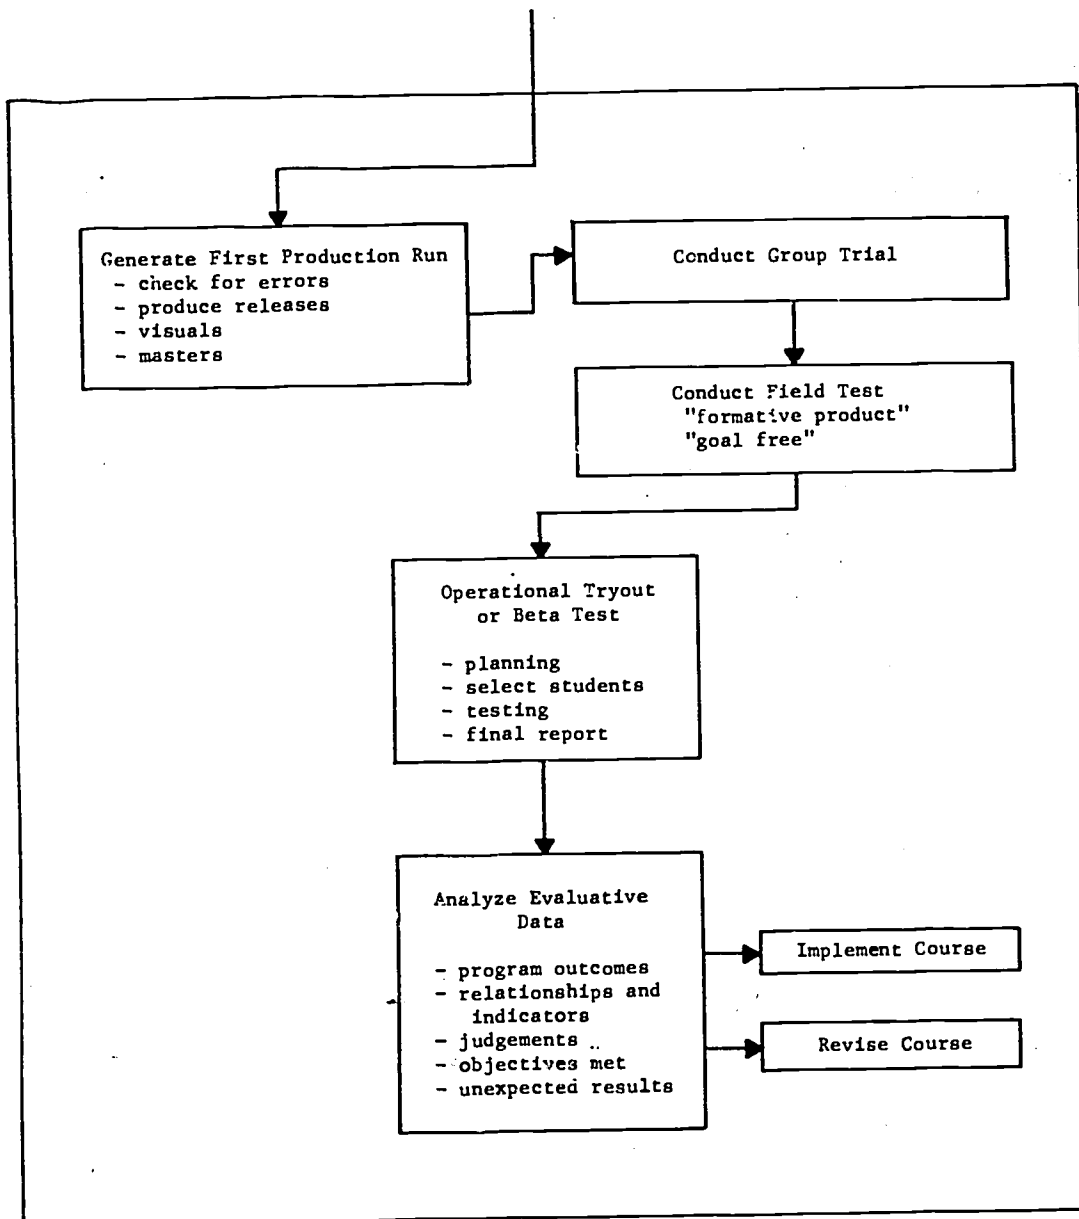 Generate First Production Run
- check for errors
- produce releases
- visuals
- masters
Conduct Group Trial
Conduct Field Test
"formative product"
"goal free"
Operational Tryout
or Beta Test
- planning
- select students
- testing
- final report
Analyze Evaluative
Data
- program outcomes
- relationships and
indicators
- judgements
- objectives met
- unexpected results
Implement Course
Revise Course